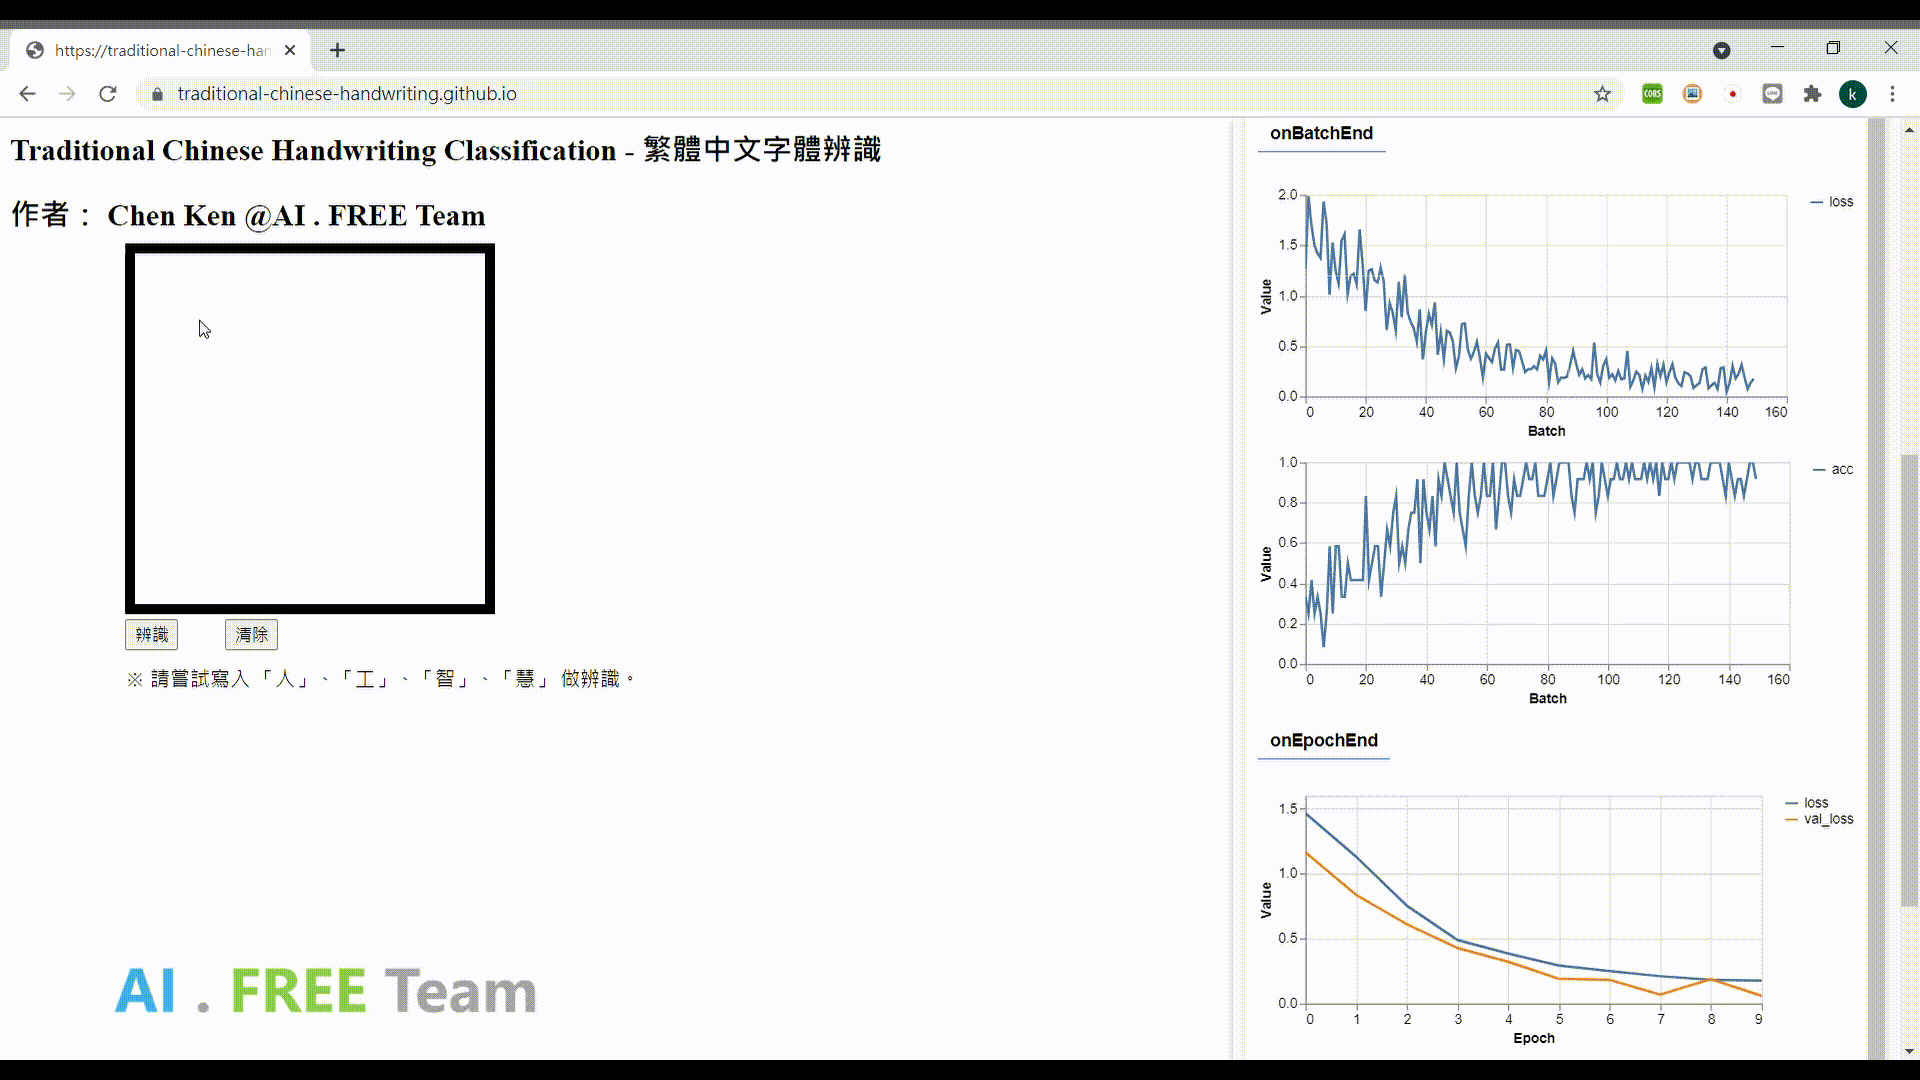 https://traditional-chinese-han
traditional-chinese-handwriting.github.io
CORS
LINE
k
Traditional Chinese Handwriting Classification - 繁體中文字體辨識
作者： Chen Ken @AI . FREE Team
辨識 清除
※ 請嘗試寫入「人」、「工」、「智」、「慧」 做辨識。
AI . FREE Team
onBatchEnd
2.0
1.5
1.0
0.5
0.0
Value
0 20 40 60 80 100 120 140 160
Batch
loss
1.0
0.8
0.6
0.4
0.2
0.0
Value
0 20 40 60 80 100 120 140 160
Batch
acc
onEpochEnd
1.5
1.0
0.5
0.0
Value
0 1 2 3 4 5 6 7 8 9
Epoch
loss
val_loss